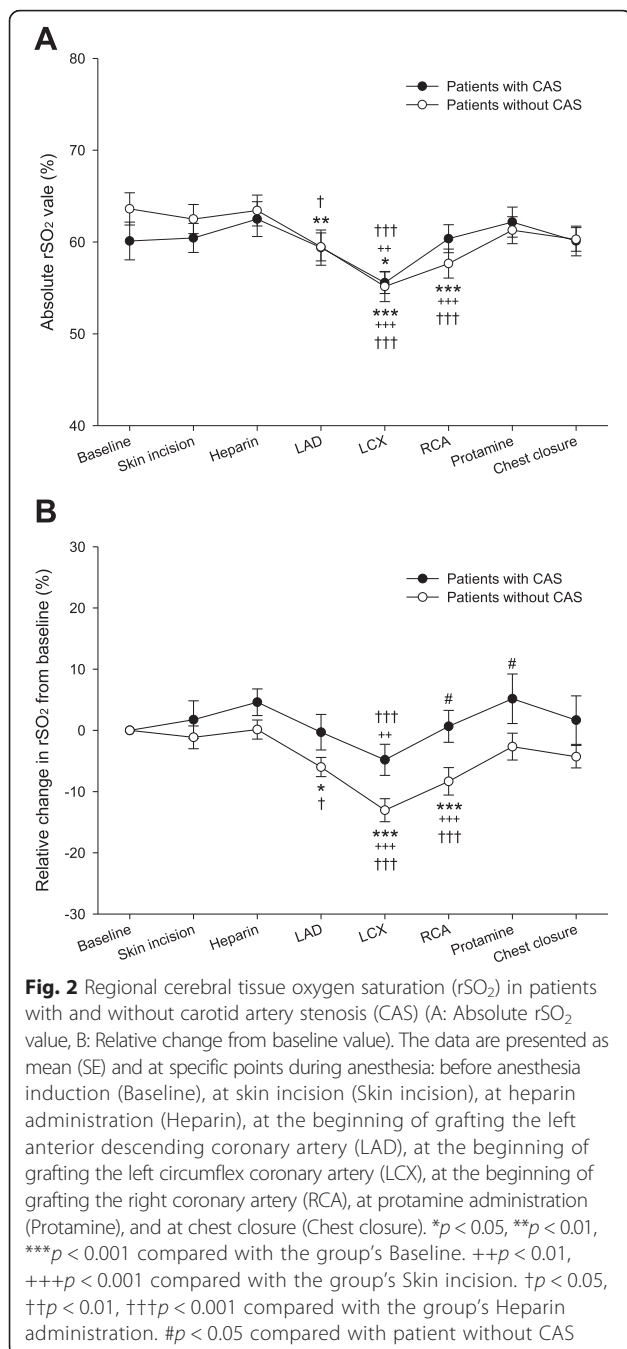 A
80
Patients with CAS
Patients without CAS
70
†
**
†††
++
*
60
***
+++
†††
***
+++
†††
50
40
Absolute rSO2 vale (%)
Baseline
Skin incision
Heparin
LAD
LCX
RCA
Protamine
Chest closure
B
30
Patients with CAS
Patients without CAS
20
10
†††
++
#
#
0
*
†
-10
***
+++
†††
***
+++
†††
-20
-30
Relative change in rSO2 from baseline (%)
Baseline
Skin incision
Heparin
LAD
LCX
RCA
Protamine
Chest closure
Fig. 2 Regional cerebral tissue oxygen saturation (rSO2) in patients
with and without carotid artery stenosis (CAS) (A: Absolute rSO2
value, B: Relative change from baseline value). The data are presented as
mean (SE) and at specific points during anesthesia: before anesthesia
induction (Baseline), at skin incision (Skin incision), at heparin
administration (Heparin), at the beginning of grafting the left
anterior descending coronary artery (LAD), at the beginning of
grafting the left circumflex coronary artery (LCX), at the beginning of
grafting the right coronary artery (RCA), at protamine administration
(Protamine), and at chest closure (Chest closure). *p < 0.05, **p < 0.01,
***p < 0.001 compared with the group's Baseline. ++p < 0.01,
+++p < 0.001 compared with the group's Skin incision. †p < 0.05,
††p < 0.01, †††p < 0.001 compared with the group's Heparin
administration. #p < 0.05 compared with patient without CAS